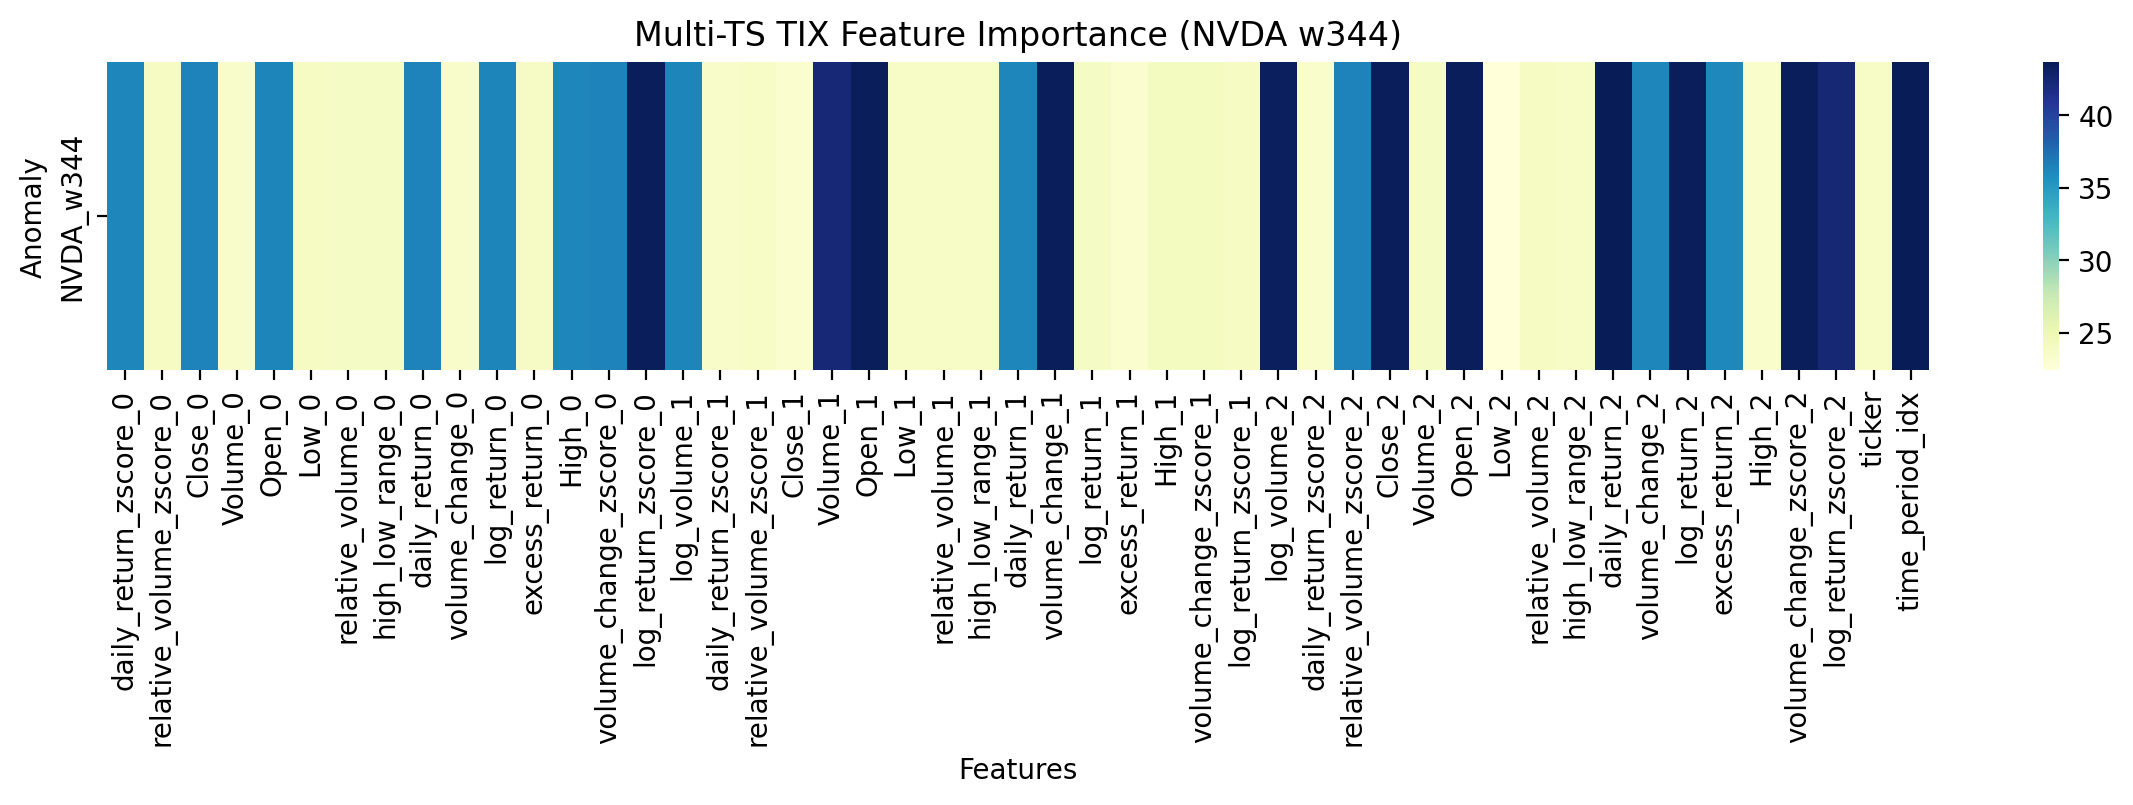 Multi-TS TIX Feature Importance (NVDA w344)
Anomaly
NVDA_w344
40
35
30
25
daily_return_zscore_0
relative_volume_zscore_0
Close_0
Volume_0
Open_0
Low_0
relative_volume_0
high_low_range_0
daily_return_0
volume_change_0
log_return_0
excess_return_0
High_0
volume_change_zscore_0
log_return_zscore_0
log_volume_1
daily_return_zscore_1
relative_volume_zscore_1
Close_1
Volume_1
Open_1
Low_1
relative_volume_1
high_low_range_1
daily_return_1
volume_change_1
log_return_1
excess_return_1
High_1
volume_change_zscore_1
log_return_zscore_1
log_volume_2
daily_return_zscore_2
relative_volume_zscore_2
Close_2
Volume_2
Open_2
Low_2
relative_volume_2
high_low_range_2
daily_return_2
volume_change_2
log_return_2
excess_return_2
High_2
volume_change_zscore_2
log_return_zscore_2
ticker
time_period_idx
Features